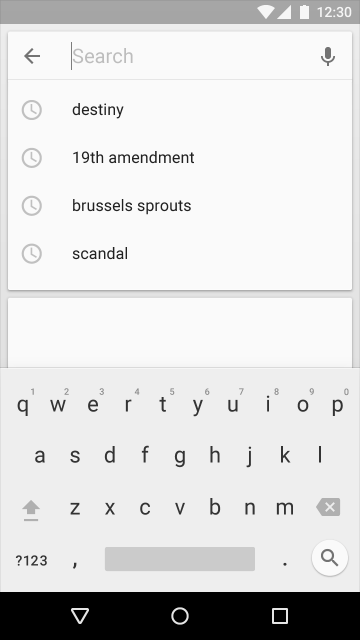 12:30
Search
destiny
19th amendment
brussels sprouts
scandal
1 2 3 4 5 6 7 8 9 0
q w e r t y u i o p
a s d f g h j k l
z x c v b n m
?123 , .